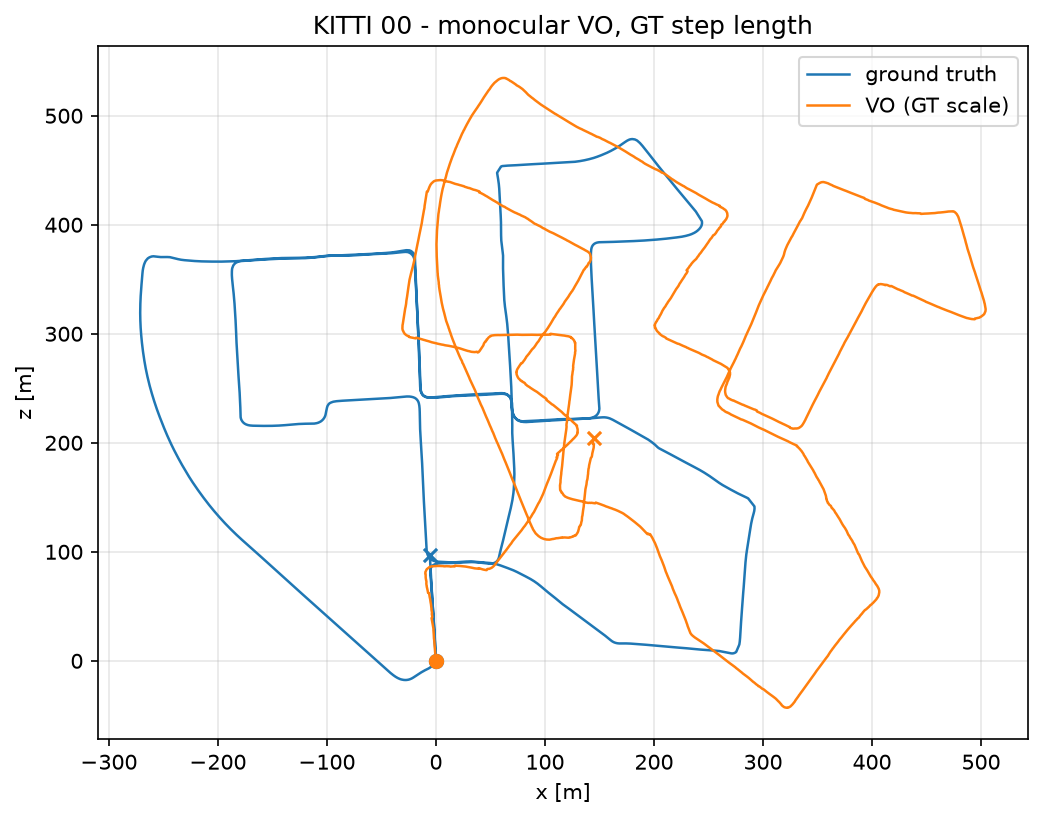 KITTI 00 - monocular VO, GT step length
ground truth
VO (GT scale)
500
400
300
200
100
0
z [m]
−300 −200 −100 0 100 200 300 400 500
x [m]